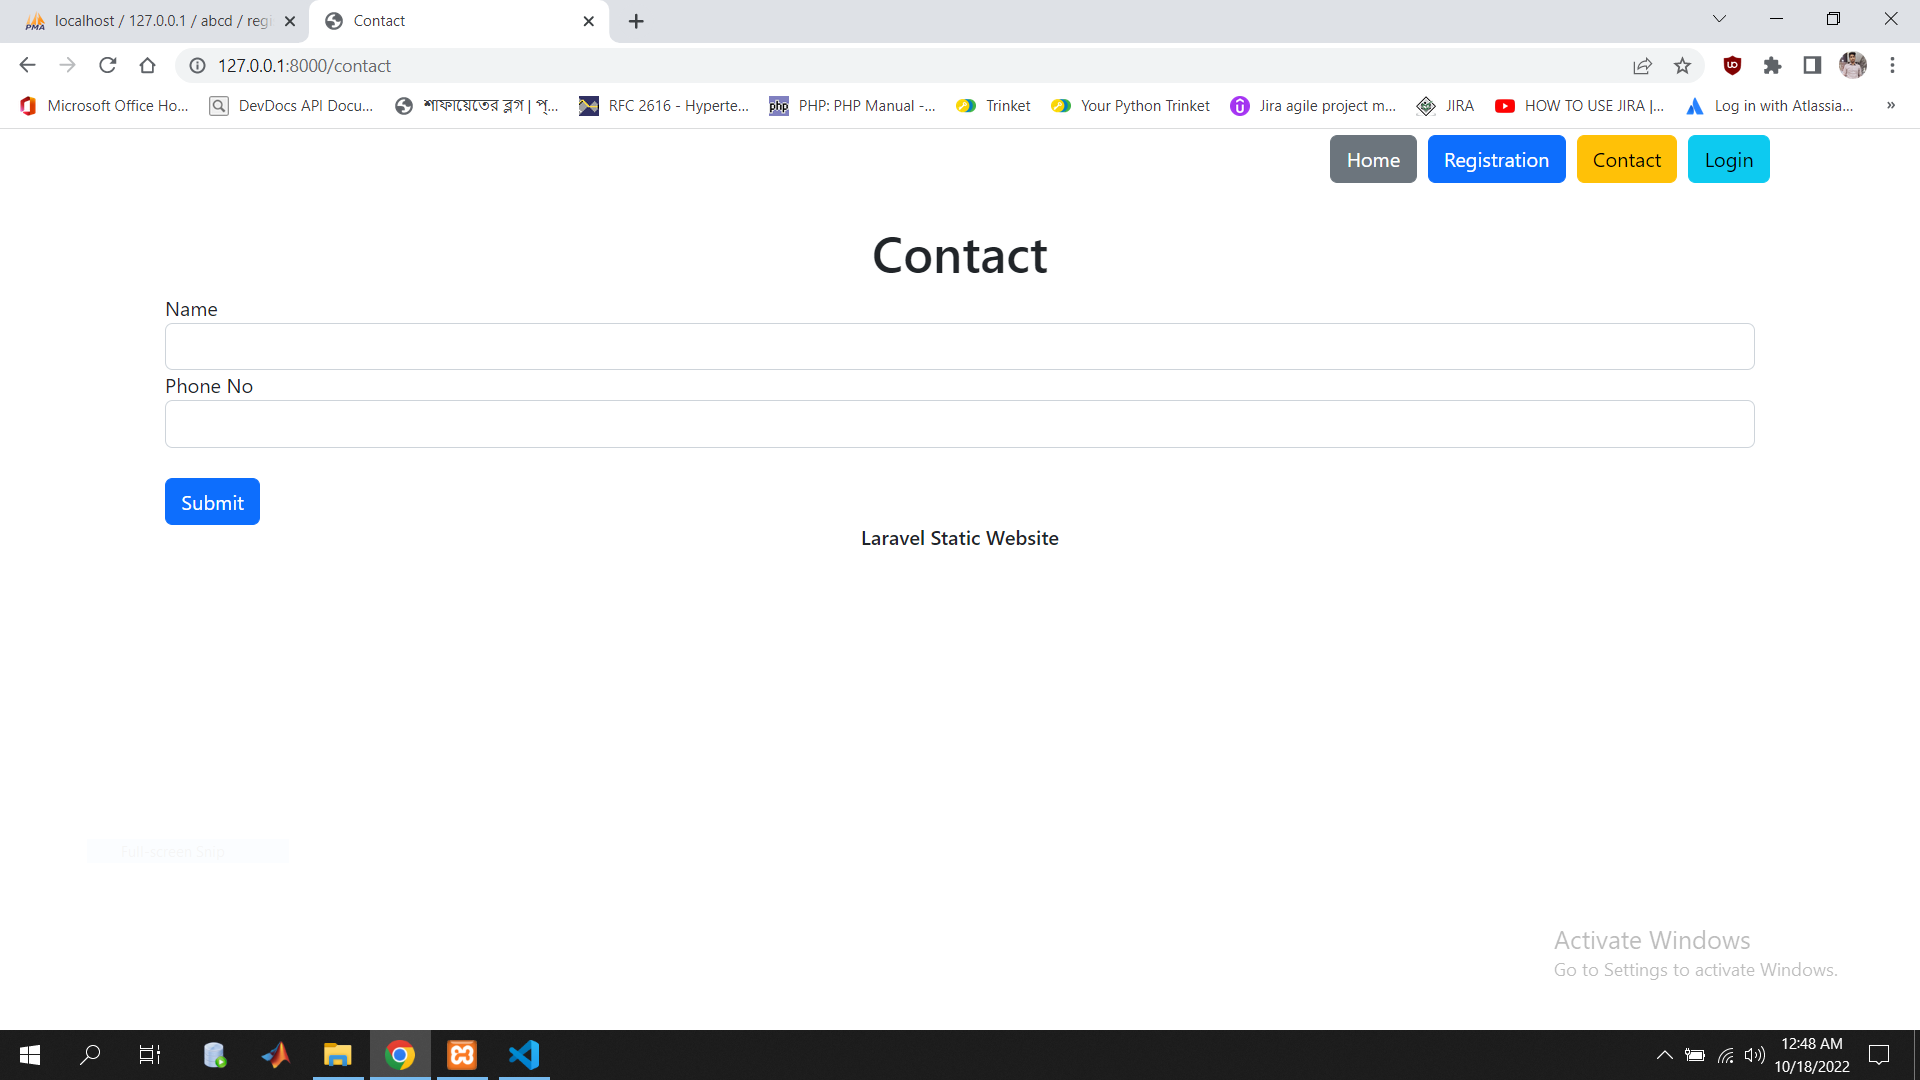 localhost / 127.0.0.1 / abcd / regi
Contact
127.0.0.1:8000/contact
Microsoft Office Ho...
DevDocs API Docu...
শাফায়েতের ব্লগ | প্...
RFC 2616 - Hyperte...
PHP: PHP Manual -...
Trinket
Your Python Trinket
Jira agile project m...
JIRA
HOW TO USE JIRA |...
Log in with Atlassia...
»
Home
Registration
Contact
Login
Contact
Name
Phone No
Submit
Laravel Static Website
Full-screen Snip
Activate Windows
Go to Settings to activate Windows.
12:48 AM
10/18/2022